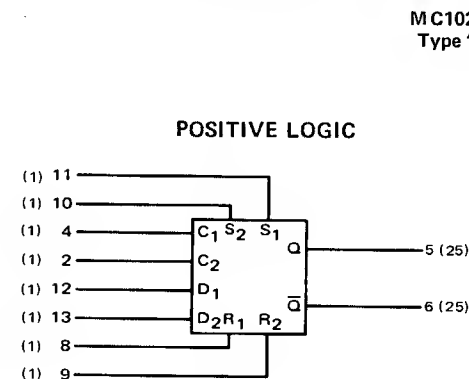 MC102
Type
POSITIVE LOGIC
(1) 11
(1) 10
(1) 4 C1 S2 S1
Q 5 (25)
(1) 2 C2
(1) 12 D1
Q̅ 6 (25)
(1) 13 D2 R1 R2
(1) 8
(1) 9